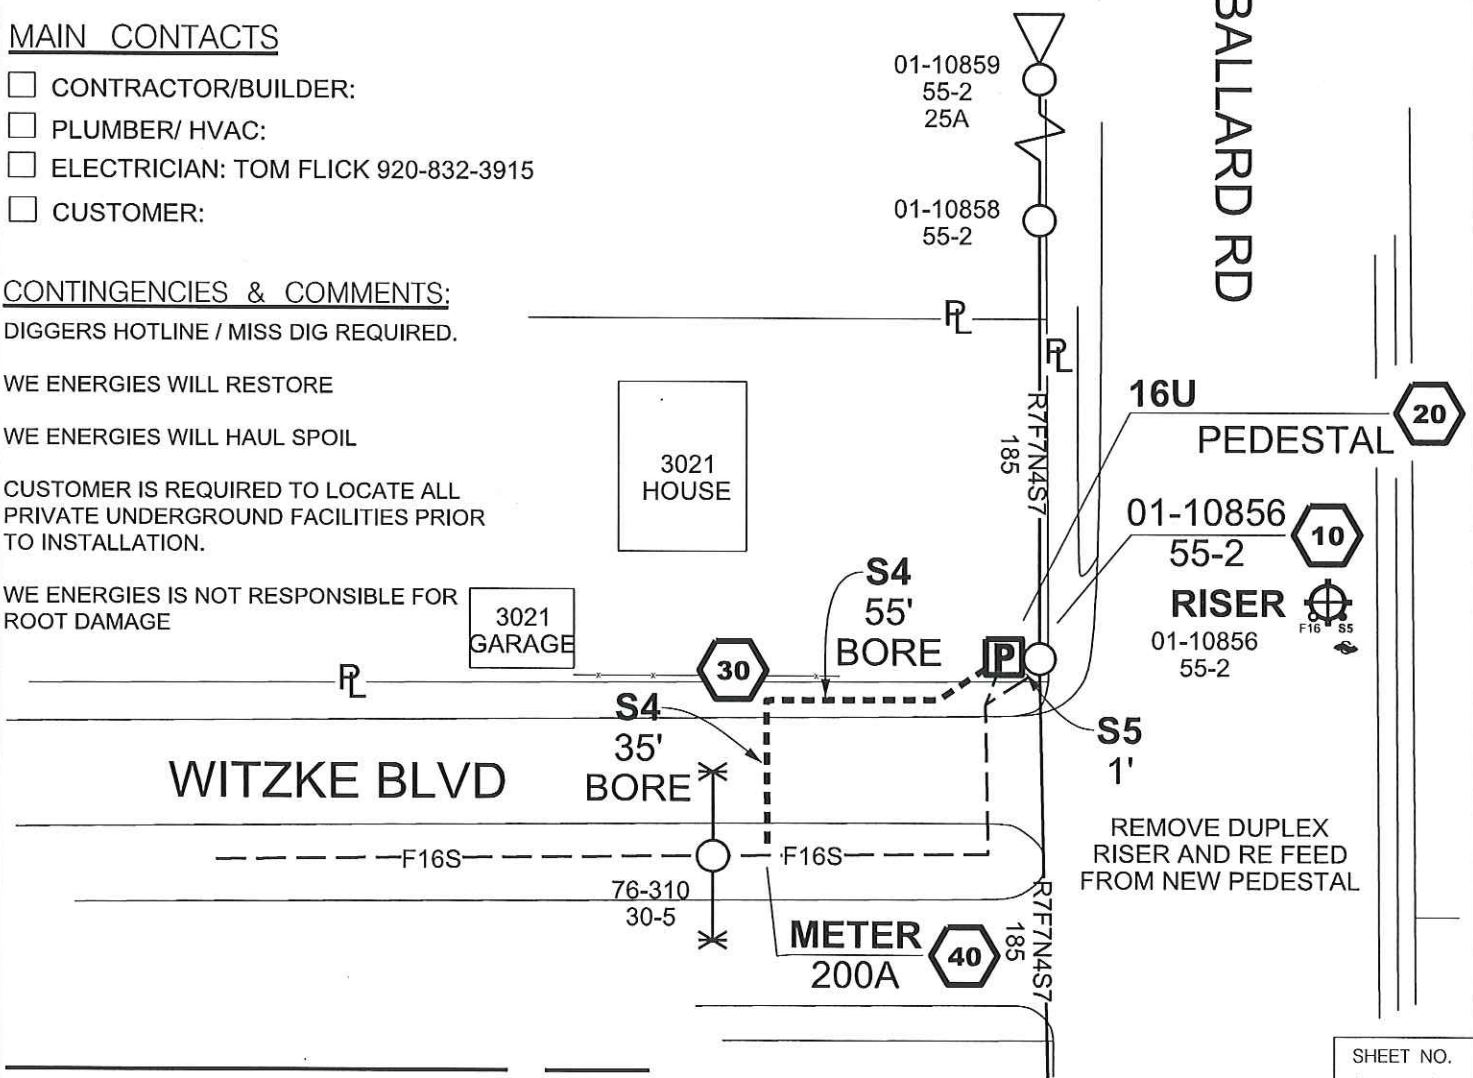 MAIN CONTACTS
CONTRACTOR/BUILDER:
PLUMBER/ HVAC:
ELECTRICIAN: TOM FLICK 920-832-3915
CUSTOMER:
CONTINGENCIES & COMMENTS:
DIGGERS HOTLINE / MISS DIG REQUIRED.
WE ENERGIES WILL RESTORE
WE ENERGIES WILL HAUL SPOIL
CUSTOMER IS REQUIRED TO LOCATE ALL
PRIVATE UNDERGROUND FACILITIES PRIOR
TO INSTALLATION.
WE ENERGIES IS NOT RESPONSIBLE FOR
ROOT DAMAGE
01-10859
55-2
25A
01-10858
55-2
BALLARD RD
PL
PL
R7F7N4S7
185
16U
PEDESTAL
20
3021
HOUSE
01-10856
55-2
10
RISER
F16 S5
01-10856
55-2
3021
GARAGE
S4
55'
BORE
P
30
PL
S4
35'
BORE
S5
1'
WITZKE BLVD
REMOVE DUPLEX
RISER AND RE FEED
FROM NEW PEDESTAL
F16S
F16S
76-310
30-5
METER
200A
40
R7F7N4S7
185
SHEET NO.